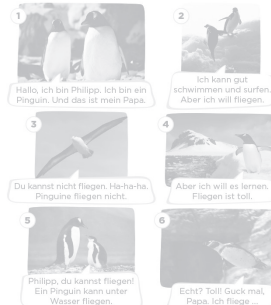 1
Hallo, ich bin Philipp. Ich bin ein
Pinguin. Und das ist mein Papa.
2
Ich kann gut
schwimmen und surfen.
Aber ich will fliegen.
3
Du kannst nicht fliegen. Ha-ha-ha.
Pinguine fliegen nicht.
4
Aber ich will es lernen.
Fliegen ist toll.
5
Philipp, du kannst fliegen!
Ein Pinguin kann unter
Wasser fliegen.
6
Echt? Toll! Guck mal,
Papa. Ich fliege ...